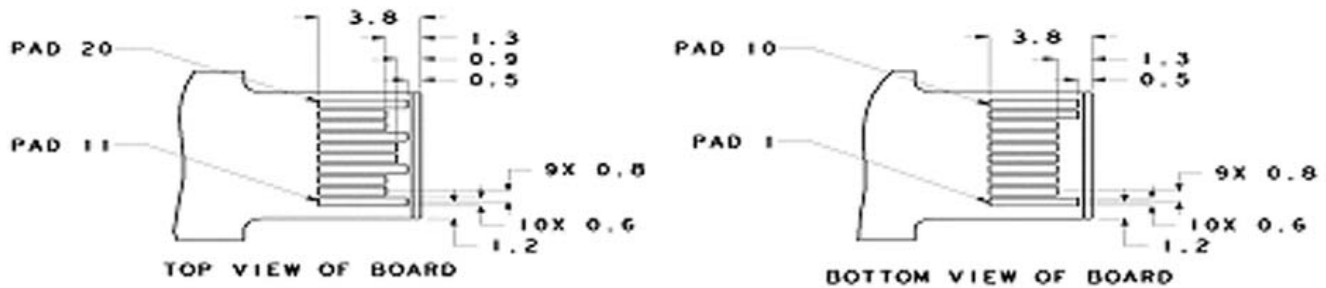 3.8
1.3
PAD 20
0.9
0.5
PAD 11
9X 0.8
10X 0.6
1.2
TOP VIEW OF BOARD
3.8
PAD 10
1.3
0.5
PAD 1
9X 0.8
10X 0.6
1.2
BOTTOM VIEW OF BOARD